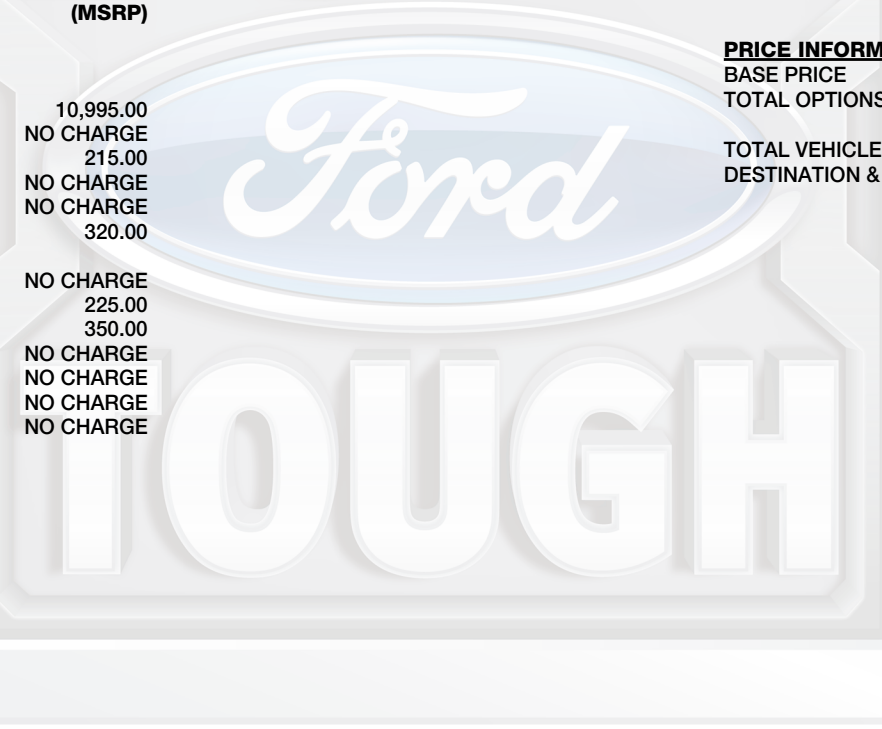 (MSRP)
10,995.00
NO CHARGE
215.00
NO CHARGE
NO CHARGE
320.00
NO CHARGE
225.00
350.00
NO CHARGE
NO CHARGE
NO CHARGE
NO CHARGE
PRICE INFORM
BASE PRICE
TOTAL OPTIONS
TOTAL VEHICLE
DESTINATION &
Ford
TOUGH